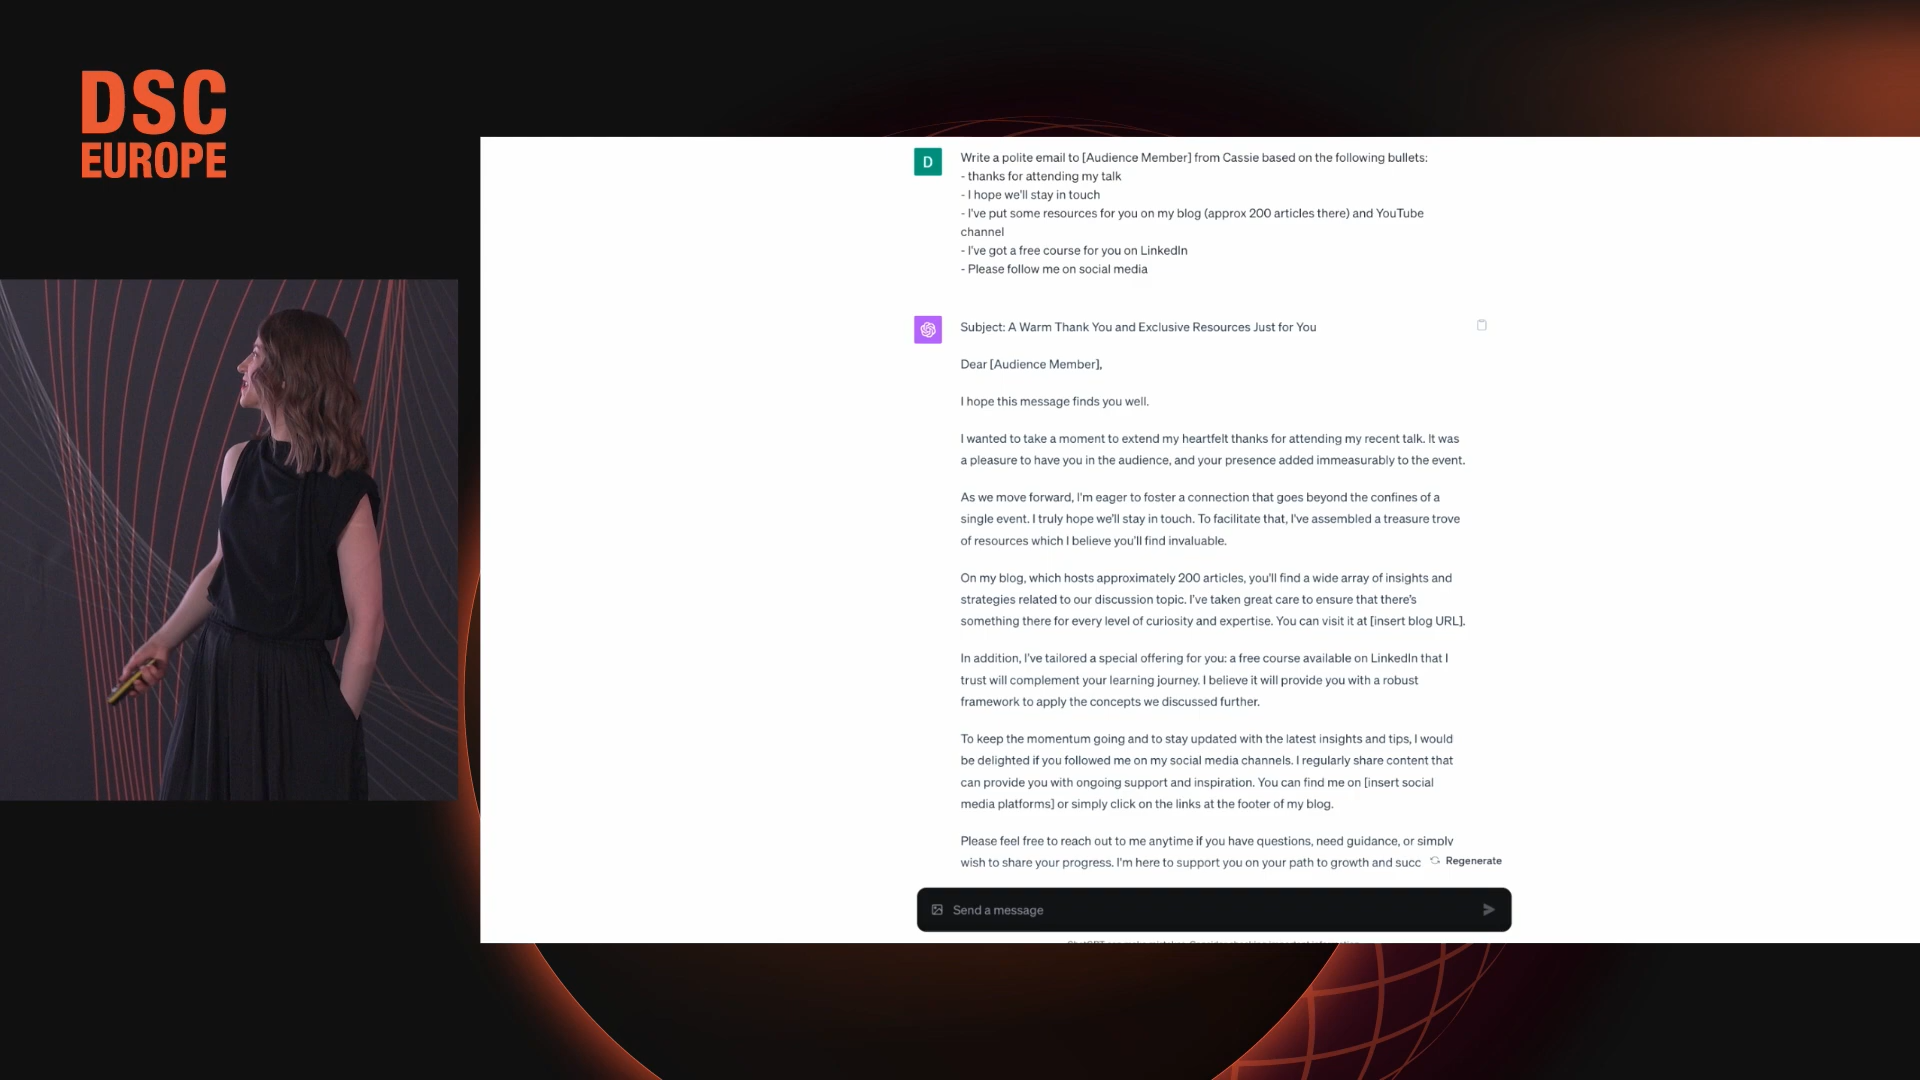 DSC
EUROPE
D
Write a polite email to [Audience Member] from Cassie based on the following bullets:
- thanks for attending my talk
- I hope we'll stay in touch
- I've put some resources for you on my blog (approx 200 articles there) and YouTube
channel
- I've got a free course for you on LinkedIn
- Please follow me on social media
Subject: A Warm Thank You and Exclusive Resources Just for You
Dear [Audience Member],
I hope this message finds you well.
I wanted to take a moment to extend my heartfelt thanks for attending my recent talk. It was
a pleasure to have you in the audience, and your presence added immeasurably to the event.
As we move forward, I'm eager to foster a connection that goes beyond the confines of a
single event. I truly hope we'll stay in touch. To facilitate that, I've assembled a treasure trove
of resources which I believe you'll find invaluable.
On my blog, which hosts approximately 200 articles, you'll find a wide array of insights and
strategies related to our discussion topic. I've taken great care to ensure that there's
something there for every level of curiosity and expertise. You can visit it at [insert blog URL].
In addition, I've tailored a special offering for you: a free course available on LinkedIn that I
trust will complement your learning journey. I believe it will provide you with a robust
framework to apply the concepts we discussed further.
To keep the momentum going and to stay updated with the latest insights and tips, I would
be delighted if you followed me on my social media channels. I regularly share content that
can provide you with ongoing support and inspiration. You can find me on [insert social
media platforms] or simply click on the links at the footer of my blog.
Please feel free to reach out to me anytime if you have questions, need guidance, or simply
wish to share your progress. I'm here to support you on your path to growth and succ
Regenerate
Send a message